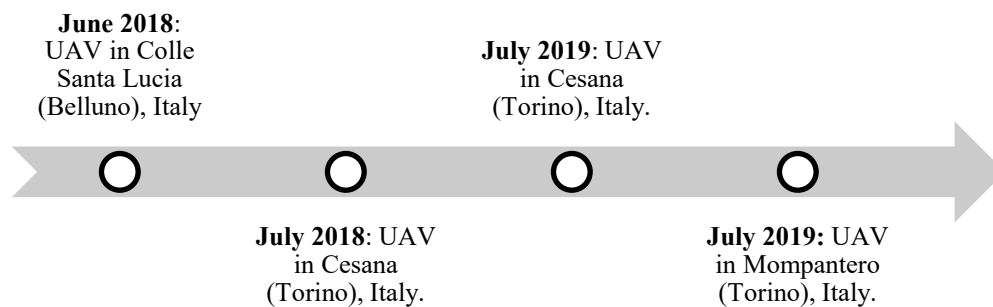 June 2018:
UAV in Colle
Santa Lucia
(Belluno), Italy
July 2018: UAV
in Cesana
(Torino), Italy.
July 2019: UAV
in Cesana
(Torino), Italy.
July 2019: UAV
in Mompantero
(Torino), Italy.